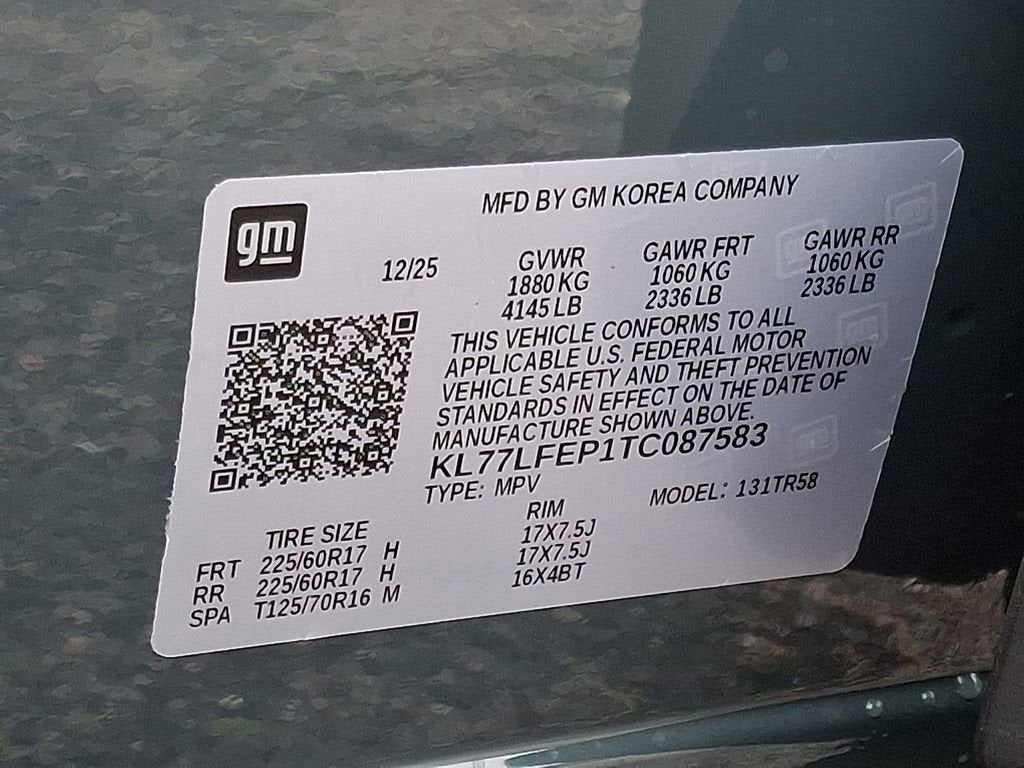 gm
MFD BY GM KOREA COMPANY
12/25
GVWR GAWR FRT GAWR RR
1880 KG 1060 KG 1060 KG
4145 LB 2336 LB 2336 LB
THIS VEHICLE CONFORMS TO ALL
APPLICABLE U.S. FEDERAL MOTOR
VEHICLE SAFETY AND THEFT PREVENTION
STANDARDS IN EFFECT ON THE DATE OF
MANUFACTURE SHOWN ABOVE.
KL77LFEP1TC087583
TYPE: MPV MODEL: 131TR58
TIRE SIZE RIM
FRT 225/60R17 H 17X7.5J
RR 225/60R17 H 17X7.5J
SPA T125/70R16 M 16X4BT